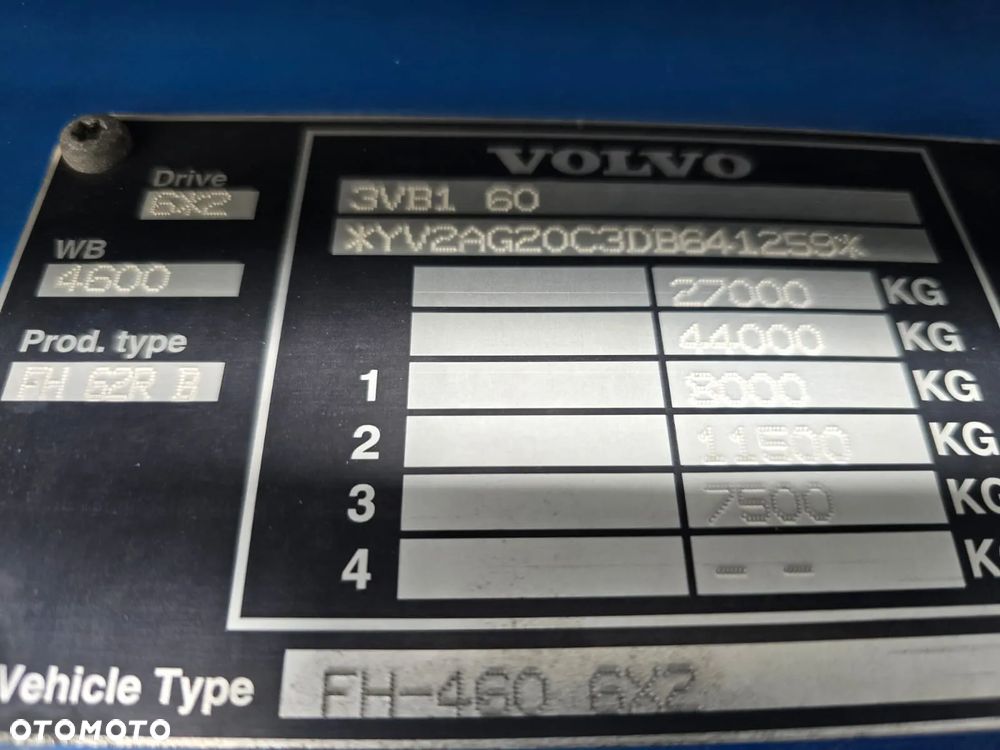 VOLVO
Drive
6X2
3VB1 60
WB
4600
*YV2AG20C3DB641259*
27000 KG
44000 KG
Prod. type
FH 62R B
1 8000 KG
2 11500 KG
3 7500 KG
4 - - K
Vehicle Type FH-460 6X2
OTOMOTO